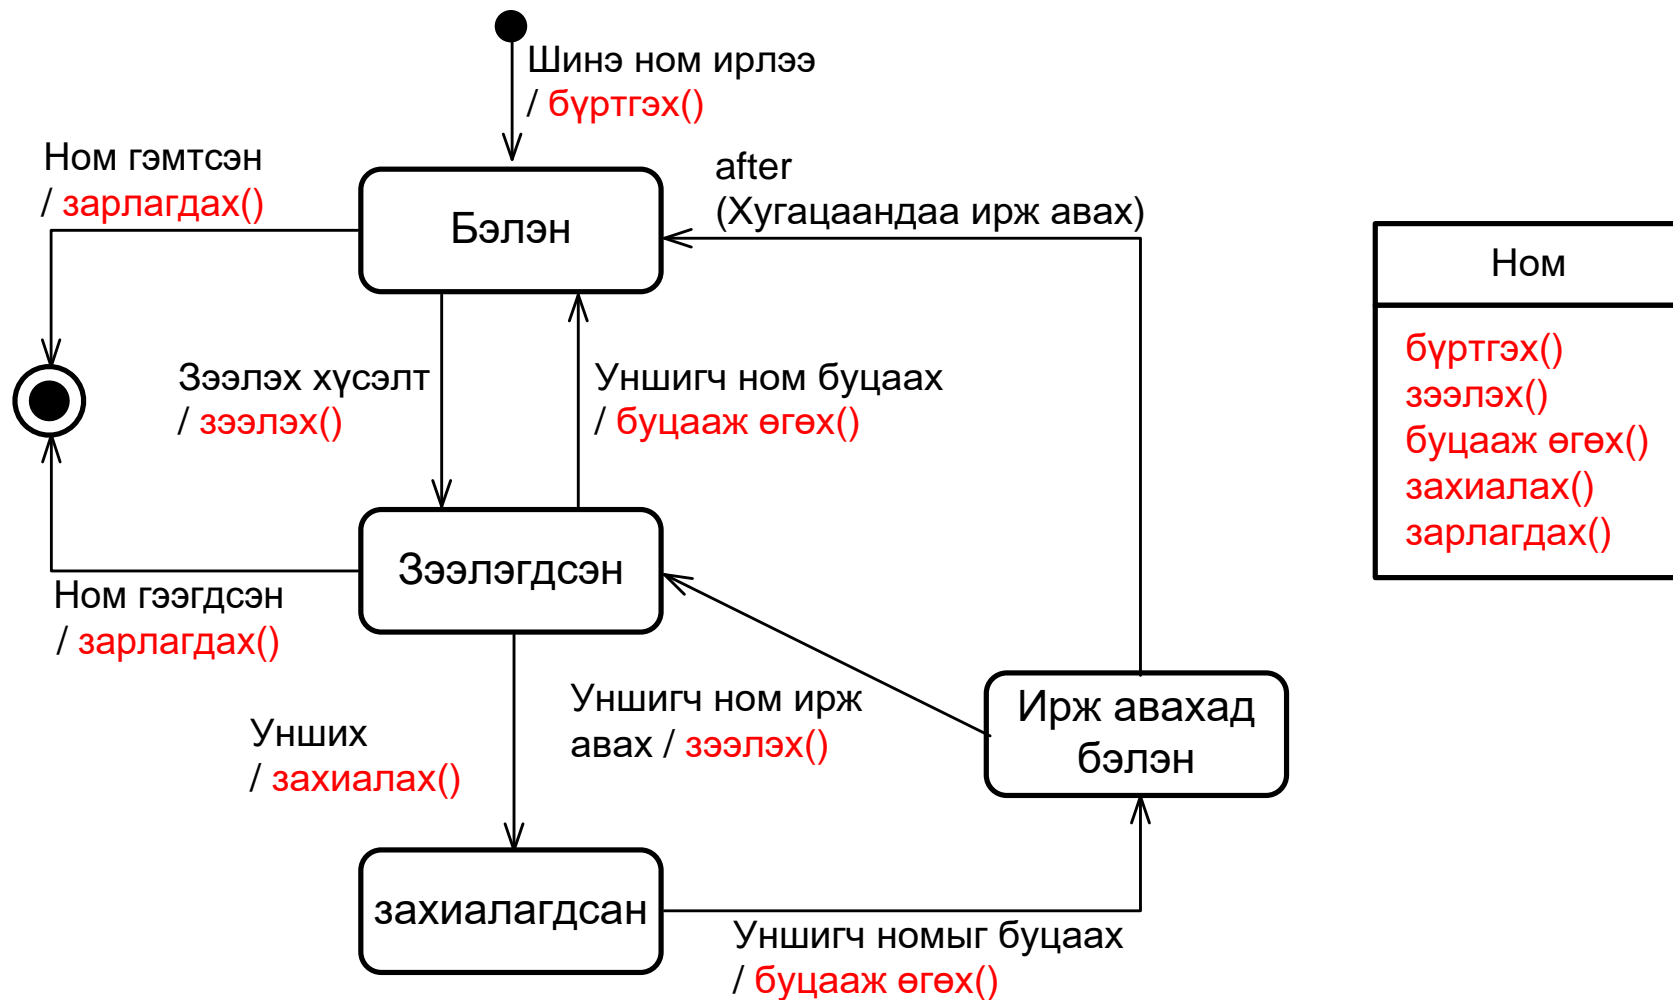 Шинэ ном ирлээ
/ бүртгэх()
Ном гэмтсэн
/ зарлагдах()
after
(Хугацаандаа ирж авах)
Бэлэн
Зээлэх хүсэлт
/ зээлэх()
Уншигч ном буцаах
/ буцааж өгөх()
Зээлэгдсэн
Ном гээгдсэн
/ зарлагдах()
Унших
/ захиалах()
Уншигч ном ирж
авах / зээлэх()
Ирж авахад
бэлэн
захиалагдсан
Уншигч номыг буцаах
/ буцааж өгөх()
Ном
бүртгэх()
зээлэх()
буцааж өгөх()
захиалах()
зарлагдах()